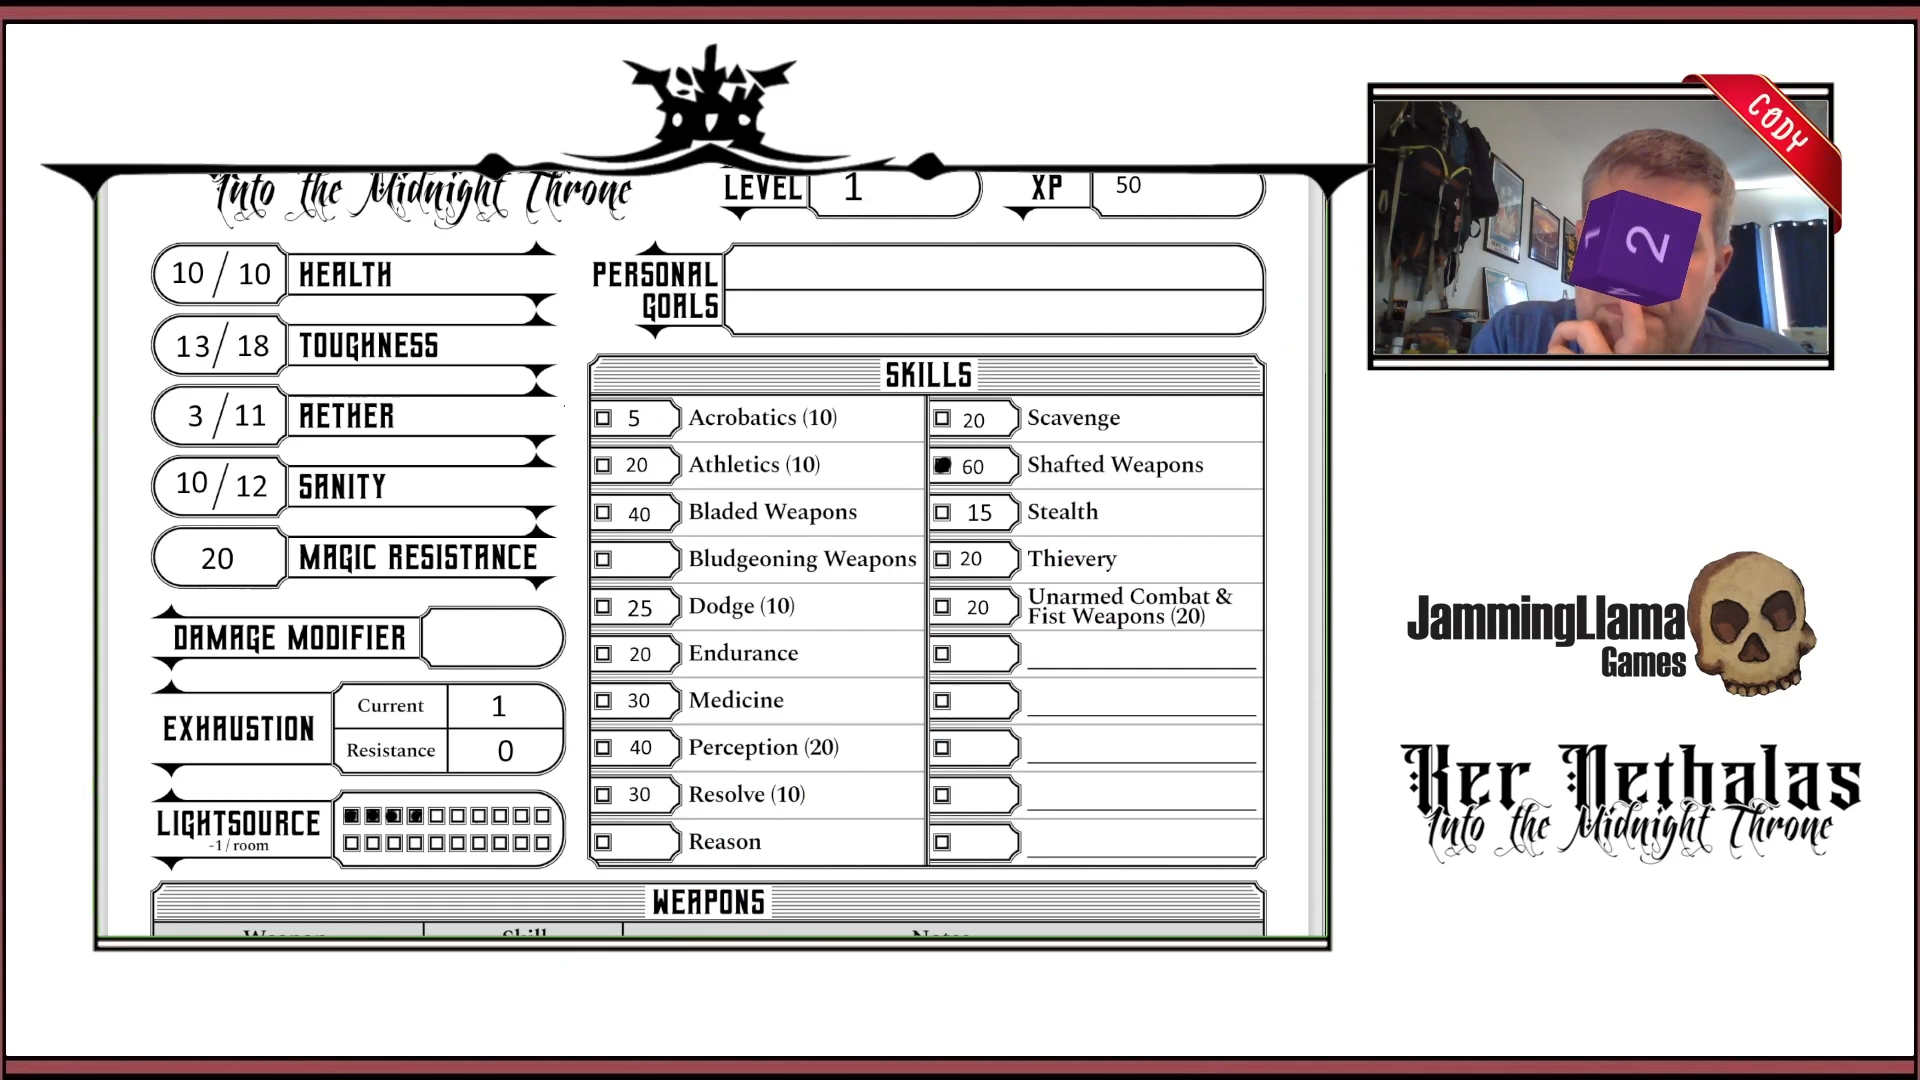 CODY
2
Into the Midnight Throne
LEVEL 1
XP 50
10 / 10 HEALTH
13 / 18 TOUGHNESS
3 / 11 AETHER
10 / 12 SANITY
20 MAGIC RESISTANCE
DAMAGE MODIFIER
EXHAUSTION
Current 1
Resistance 0
LIGHTSOURCE
-1 / room
PERSONAL
GOALS
SKILLS
5 Acrobatics (10)
20 Athletics (10)
40 Bladed Weapons
Bludgeoning Weapons
25 Dodge (10)
20 Endurance
30 Medicine
40 Perception (20)
30 Resolve (10)
Reason
20 Scavenge
60 Shafted Weapons
15 Stealth
20 Thievery
20 Unarmed Combat &
Fist Weapons (20)
WEAPONS
Weapon Skill Notes
JammingLlama
Games
Ker Nethalas
Into the Midnight Throne